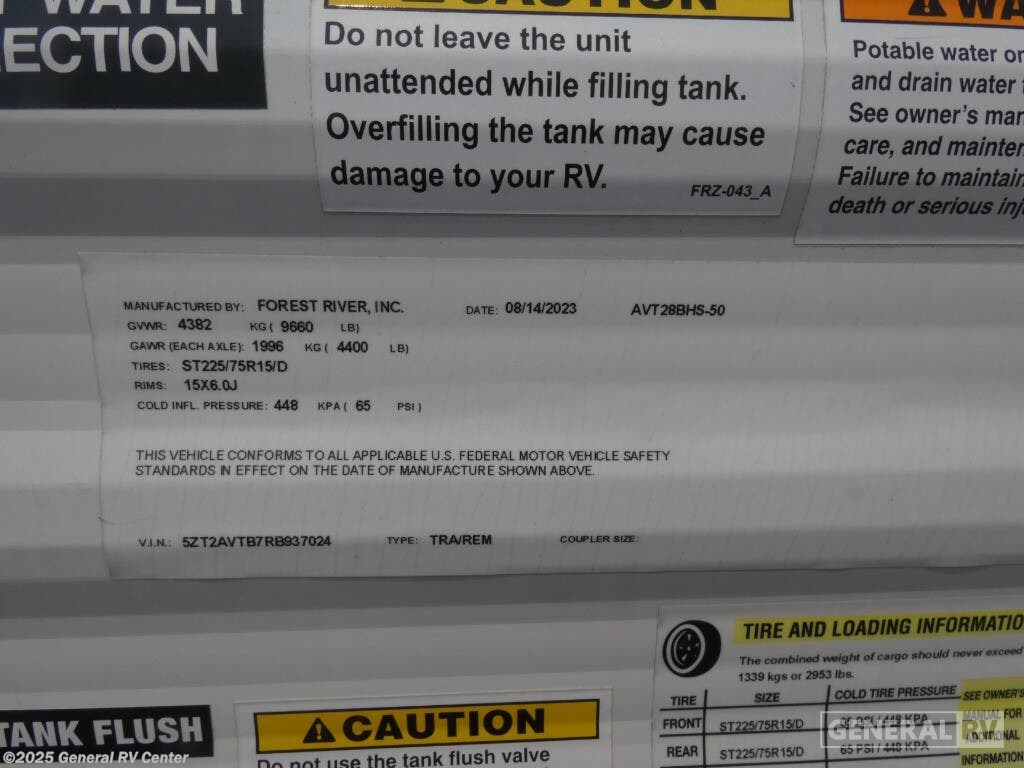 WATER
ECTION
CAUTION
Do not leave the unit
unattended while filling tank.
Overfilling the tank may cause
damage to your RV.
FRZ-043_A
WA
Potable water
and drain water
See owner's
care, and
Failure to maintain
death or serious
MANUFACTURED BY: FOREST RIVER, INC. DATE: 08/14/2023 AVT28BHS-50
GVWR: 4382 KG ( 9660 LB)
GAWR (EACH AXLE): 1996 KG ( 4400 LB)
TIRES: ST225/75R15/D
RIMS: 15X6.0J
COLD INFL. PRESSURE: 448 KPA ( 65 PSI )
THIS VEHICLE CONFORMS TO ALL APPLICABLE U.S. FEDERAL MOTOR VEHICLE SAFETY
STANDARDS IN EFFECT ON THE DATE OF MANUFACTURE SHOWN ABOVE.
V.I.N.: 5ZT2AVTB7RB937024 TYPE: TRA/REM COUPLER SIZE:
TIRE AND LOADING INFORMATIO
The combined weight of cargo should never exceed
1339 kgs or 2953 lbs.
TIRE SIZE COLD TIRE PRESSURE SEE OWNER'S
MANUAL FOR
ADDITIONAL
INFORMATION
FRONT ST225/75R15/D 65 PSI / 448 KPA
REAR ST225/75R15/D 65 PSI / 448 KPA
TANK FLUSH
CAUTION
Do not use the tank flush valve
GENERAL RV
©2025 General RV Center